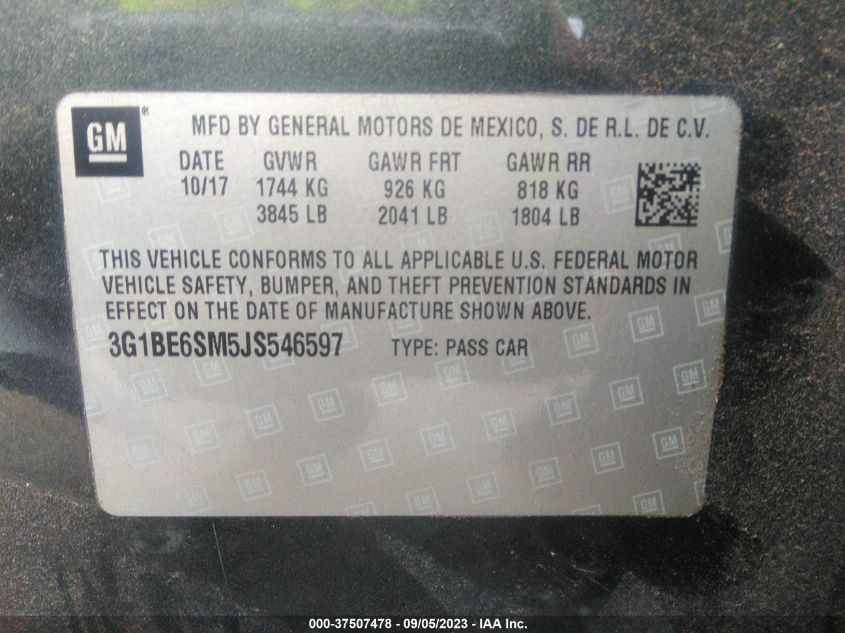 GM ® MFD BY GENERAL MOTORS DE MEXICO, S. DE R.L. DE C.V.
DATE GVWR GAWR FRT GAWR RR
10/17 1744 KG 926 KG 818 KG
3845 LB 2041 LB 1804 LB
THIS VEHICLE CONFORMS TO ALL APPLICABLE U.S. FEDERAL MOTOR
VEHICLE SAFETY, BUMPER, AND THEFT PREVENTION STANDARDS IN
EFFECT ON THE DATE OF MANUFACTURE SHOWN ABOVE.
3G1BE6SM5JS546597 TYPE: PASS CAR
000-37507478 - 09/05/2023 - IAA Inc.